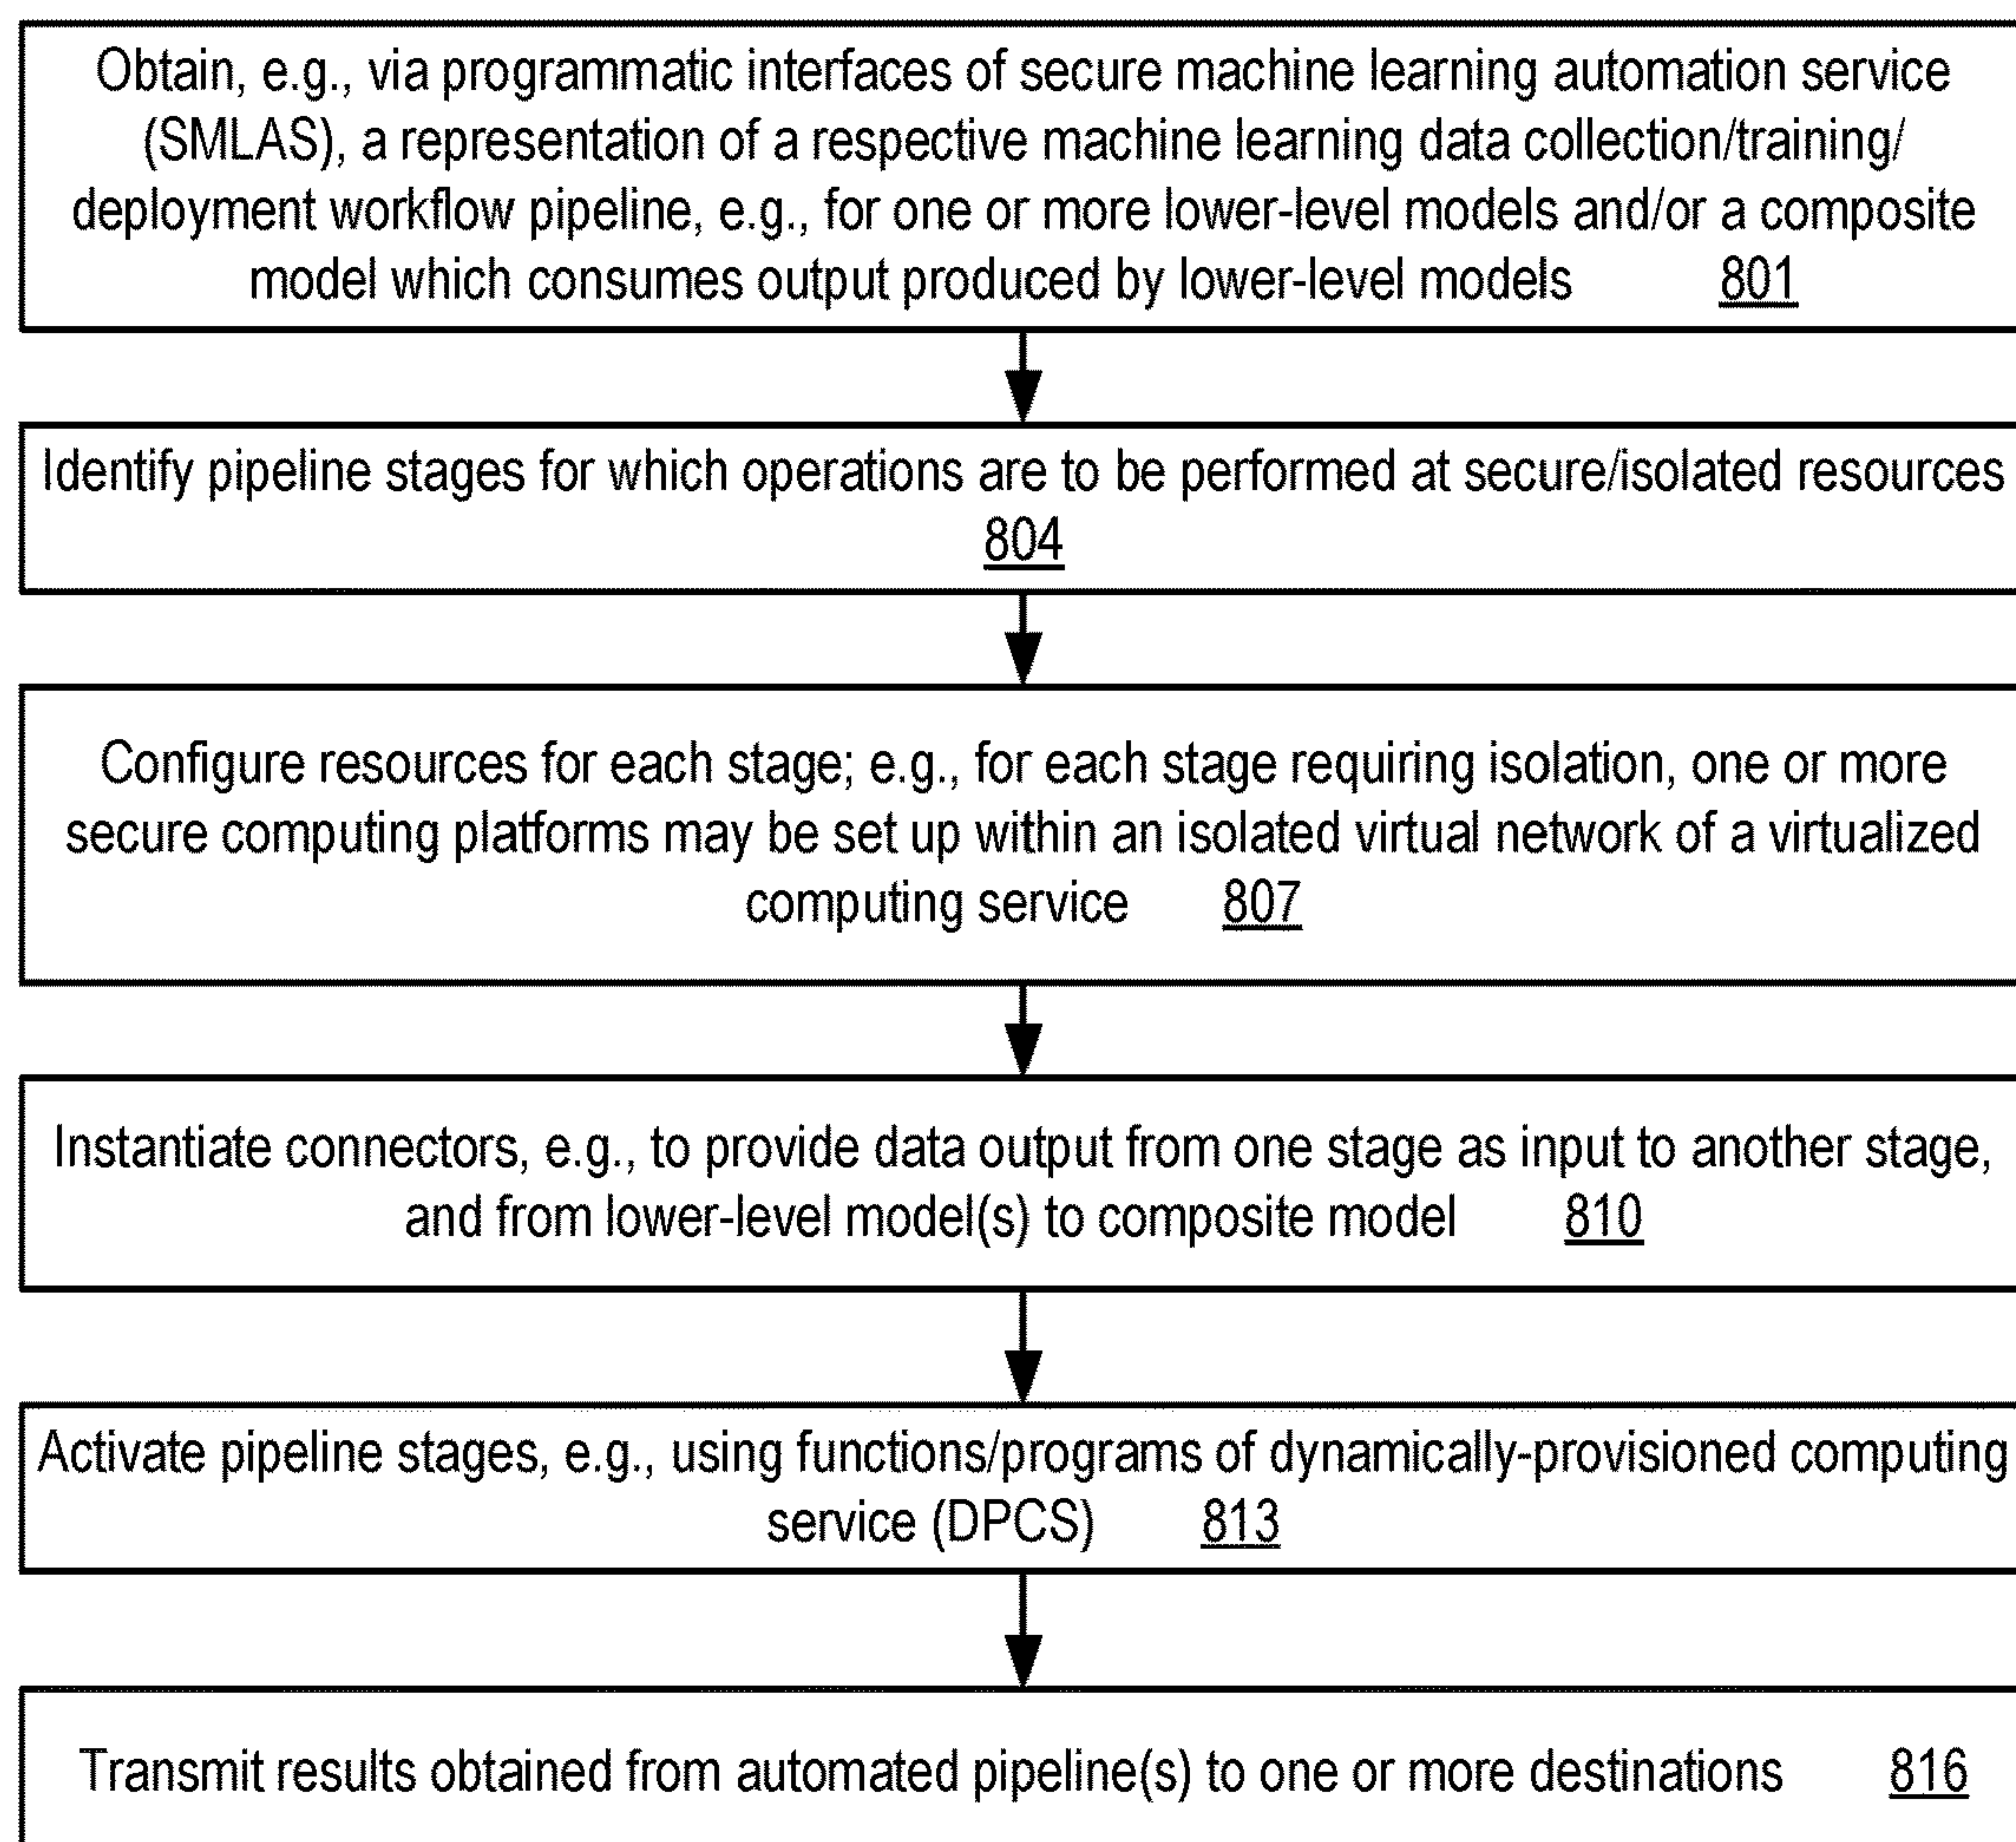 Obtain, e.g., via programmatic interfaces of secure machine learning automation service
(SMLAS), a representation of a respective machine learning data collection/training/
deployment workflow pipeline, e.g., for one or more lower-level models and/or a composite
model which consumes output produced by lower-level models 801
Identify pipeline stages for which operations are to be performed at secure/isolated resources
804
Configure resources for each stage; e.g., for each stage requiring isolation, one or more
secure computing platforms may be set up within an isolated virtual network of a virtualized
computing service 807
Instantiate connectors, e.g., to provide data output from one stage as input to another stage,
and from lower-level model(s) to composite model 810
Activate pipeline stages, e.g., using functions/programs of dynamically-provisioned computing
service (DPCS) 813
Transmit results obtained from automated pipeline(s) to one or more destinations 816